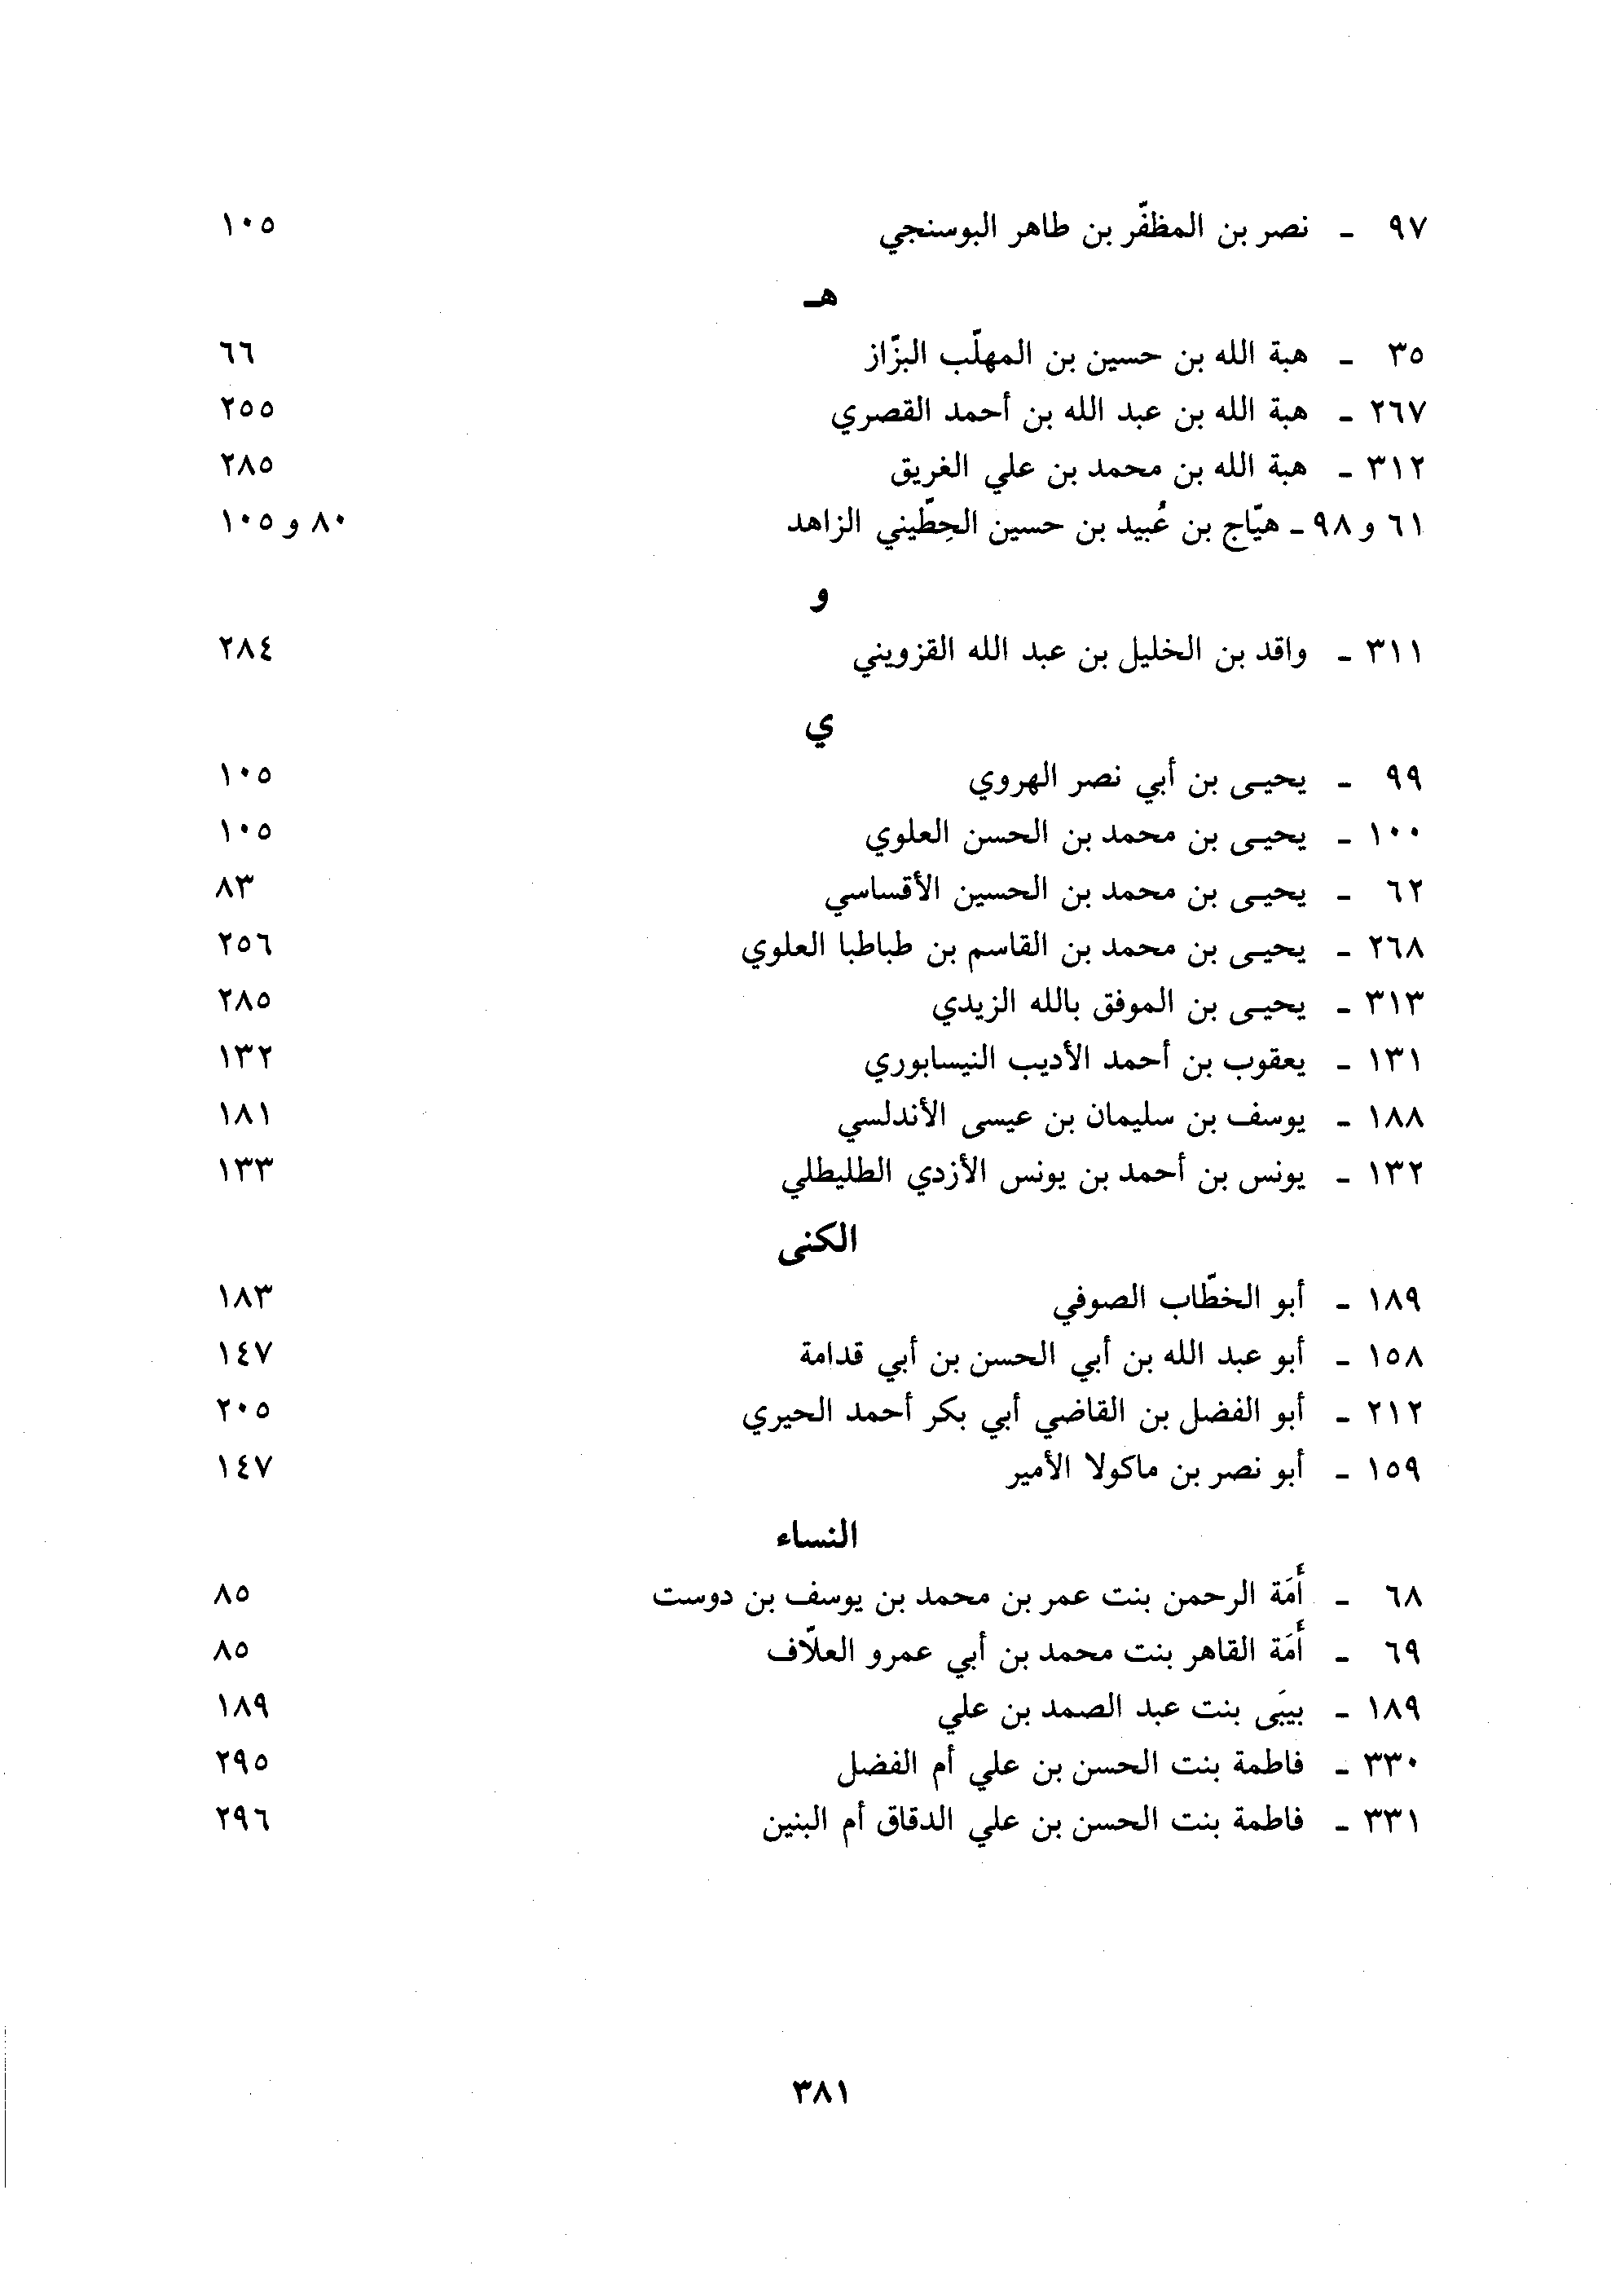 ٩٧ - نصر بن المظفّر بن طاهر البوسنجي ١٠٥
هـ
٣٥ - هبة الله بن حسين بن المهلّب البزّاز ٦٦
٢٦٧ - هبة الله بن عبد الله بن أحمد القصري ٢٥٥
٣١٢ - هبة الله بن محمد بن علي الغريق ٢٨٥
٦١ و ٩٨ - هيّاج بن عُبيد بن حسين الحِطّيني الزاهد ٨٠ و ١٠٥
و
٣١١ - واقد بن الخليل بن عبد الله القزويني ٢٨٤
ي
٩٩ - يحيـى بن أبي نصر الهروي ١٠٥
١٠٠ - يحيـى بن محمد بن الحسن العلوي ١٠٥
٦٢ - يحيـى بن محمد بن الحسين الأقساسي ٨٣
٢٦٨ - يحيـى بن محمد بن القاسم بن طباطبا العلوي ٢٥٦
٣١٣ - يحيـى بن الموفق بالله الزيدي ٢٨٥
١٣١ - يعقوب بن أحمد الأديب النيسابوري ١٣٢
١٨٨ - يوسف بن سليمان بن عيسى الأندلسي ١٨١
١٣٢ - يونس بن أحمد بن يونس الأزدي الطليطلي ١٣٣
الكنى
١٨٩ - أبو الخطّاب الصوفي ١٨٣
١٥٨ - أبو عبد الله بن أبي الحسن بن أبي قدامة ١٤٧
٢١٢ - أبو الفضل بن القاضي أبي بكر أحمد الحيري ٢٠٥
١٥٩ - أبو نصر بن ماكولا الأمير ١٤٧
النساء
٦٨ - أَمَة الرحمن بنت عمر بن محمد بن يوسف بن دوست ٨٥
٦٩ - أَمَة القاهر بنت محمد بن أبي عمرو العلاّف ٨٥
١٨٩ - بيبَى بنت عبد الصمد بن علي ١٨٩
٣٣٠ - فاطمة بنت الحسن بن علي أم الفضل ٢٩٥
٣٣١ - فاطمة بنت الحسن بن علي الدقاق أم البنين ٢٩٦
٣٨١